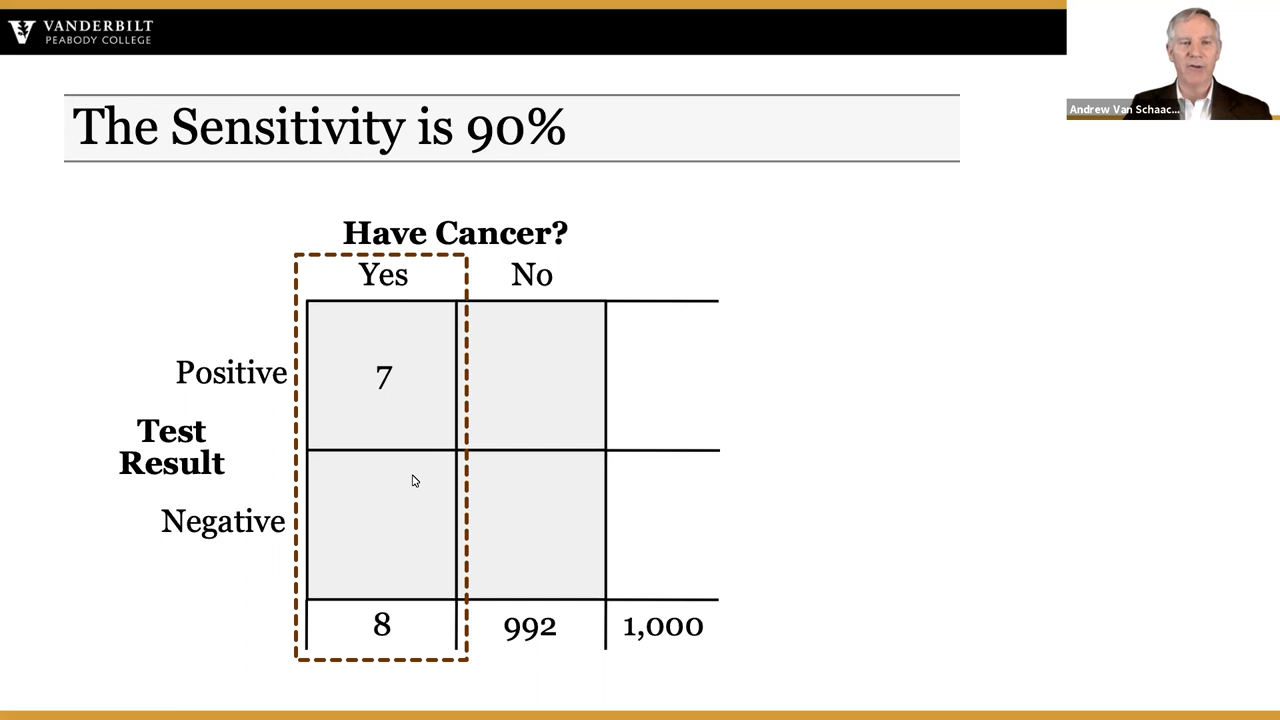 VANDERBILT
PEABODY COLLEGE
Andrew Van Schaac...
The Sensitivity is 90%
Have Cancer?
Yes No
Positive 7
Test
Result
Negative
8 992 1,000